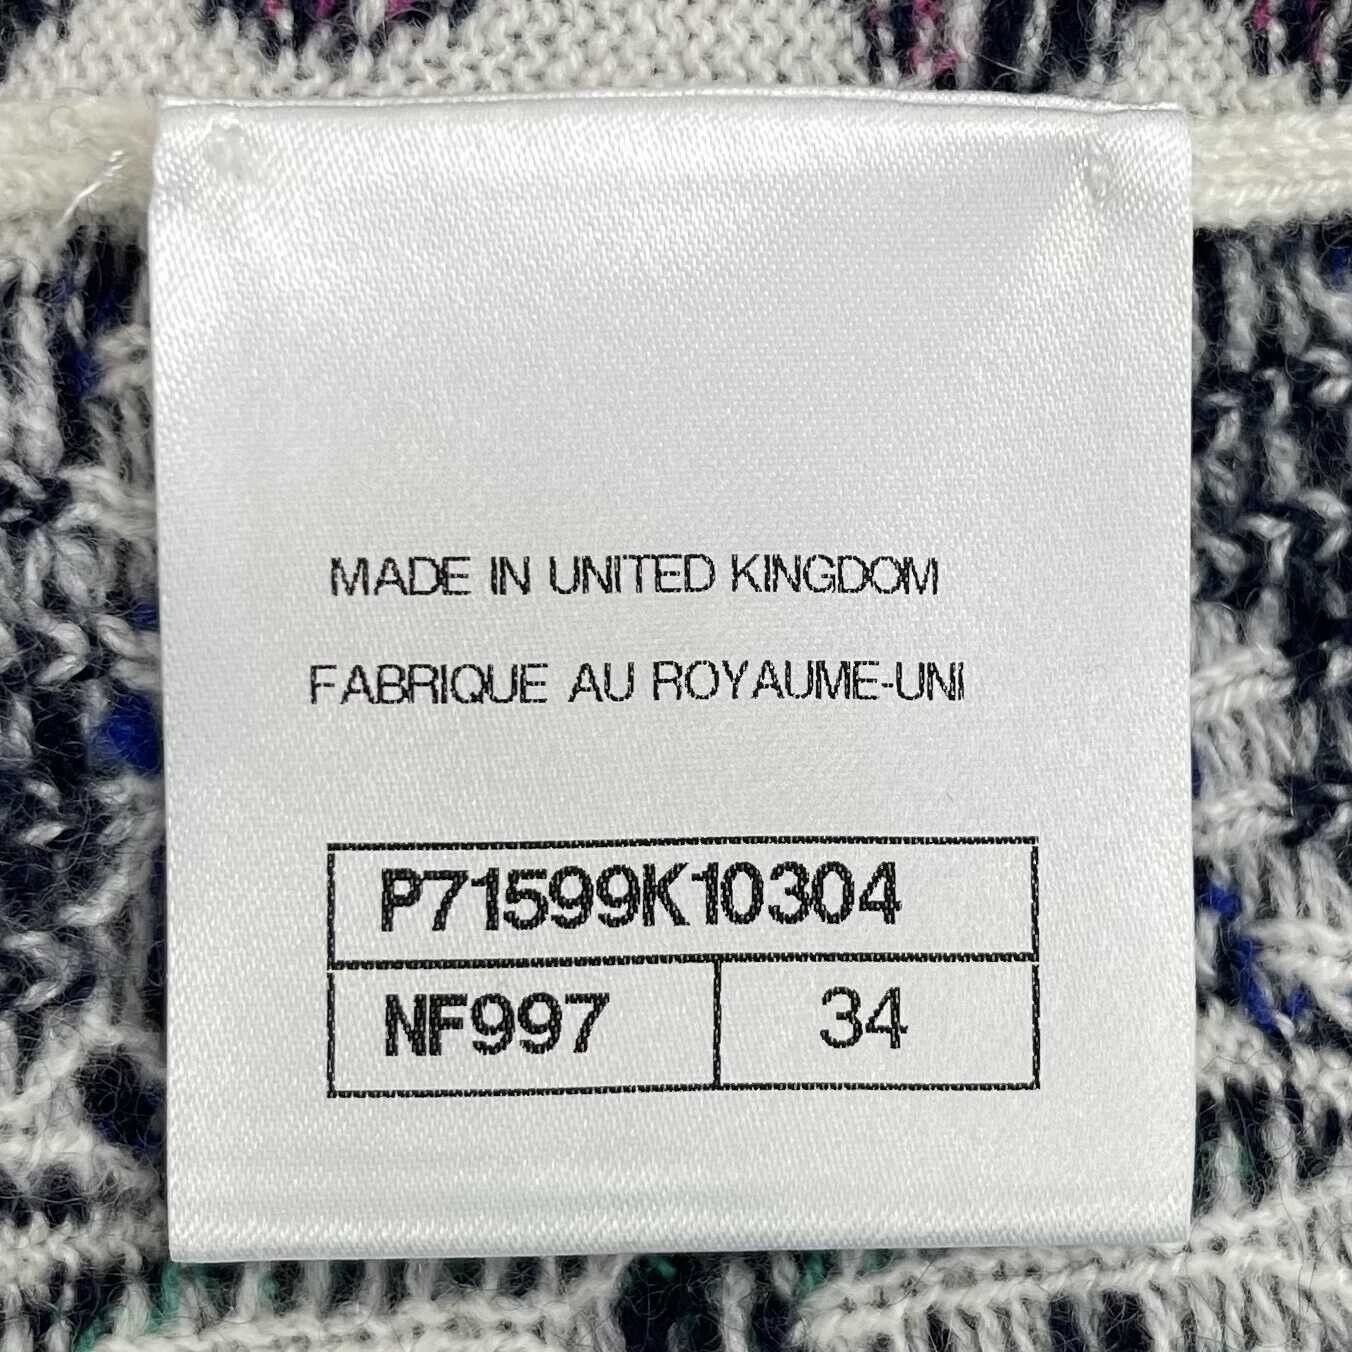 MADE IN UNITED KINGDOM
FABRIQUE AU ROYAUME-UNI
P71599K10304
NF997 34